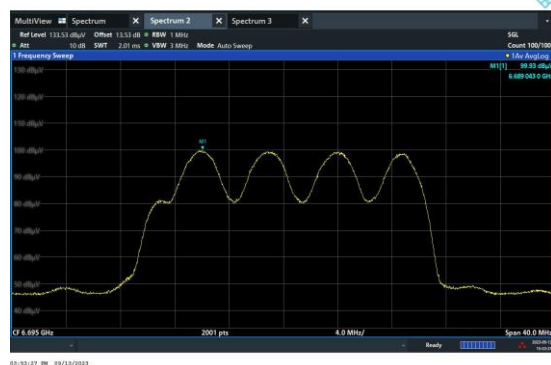 MultiView Spectrum X Spectrum 2 X Spectrum 3 X
Ref Level 133.53 dBµV Offset 13.53 dB RBW 1 MHz SGL
Att 10 dB SWT 2.01 ms VBW 3 MHz Mode Auto Sweep Count 100/100
1 Frequency Sweep 1Av AvgLog
M1[1] 99.93 dBµV
6.689 043 0 GHz
130 dBµV
120 dBµV
110 dBµV
M1
100 dBµV
90 dBµV
80 dBµV
70 dBµV
60 dBµV
50 dBµV
40 dBµV
CF 6.695 GHz 2001 pts 4.0 MHz/ Span 40.0 MHz
Ready
03:53:27 PM 09/13/2023